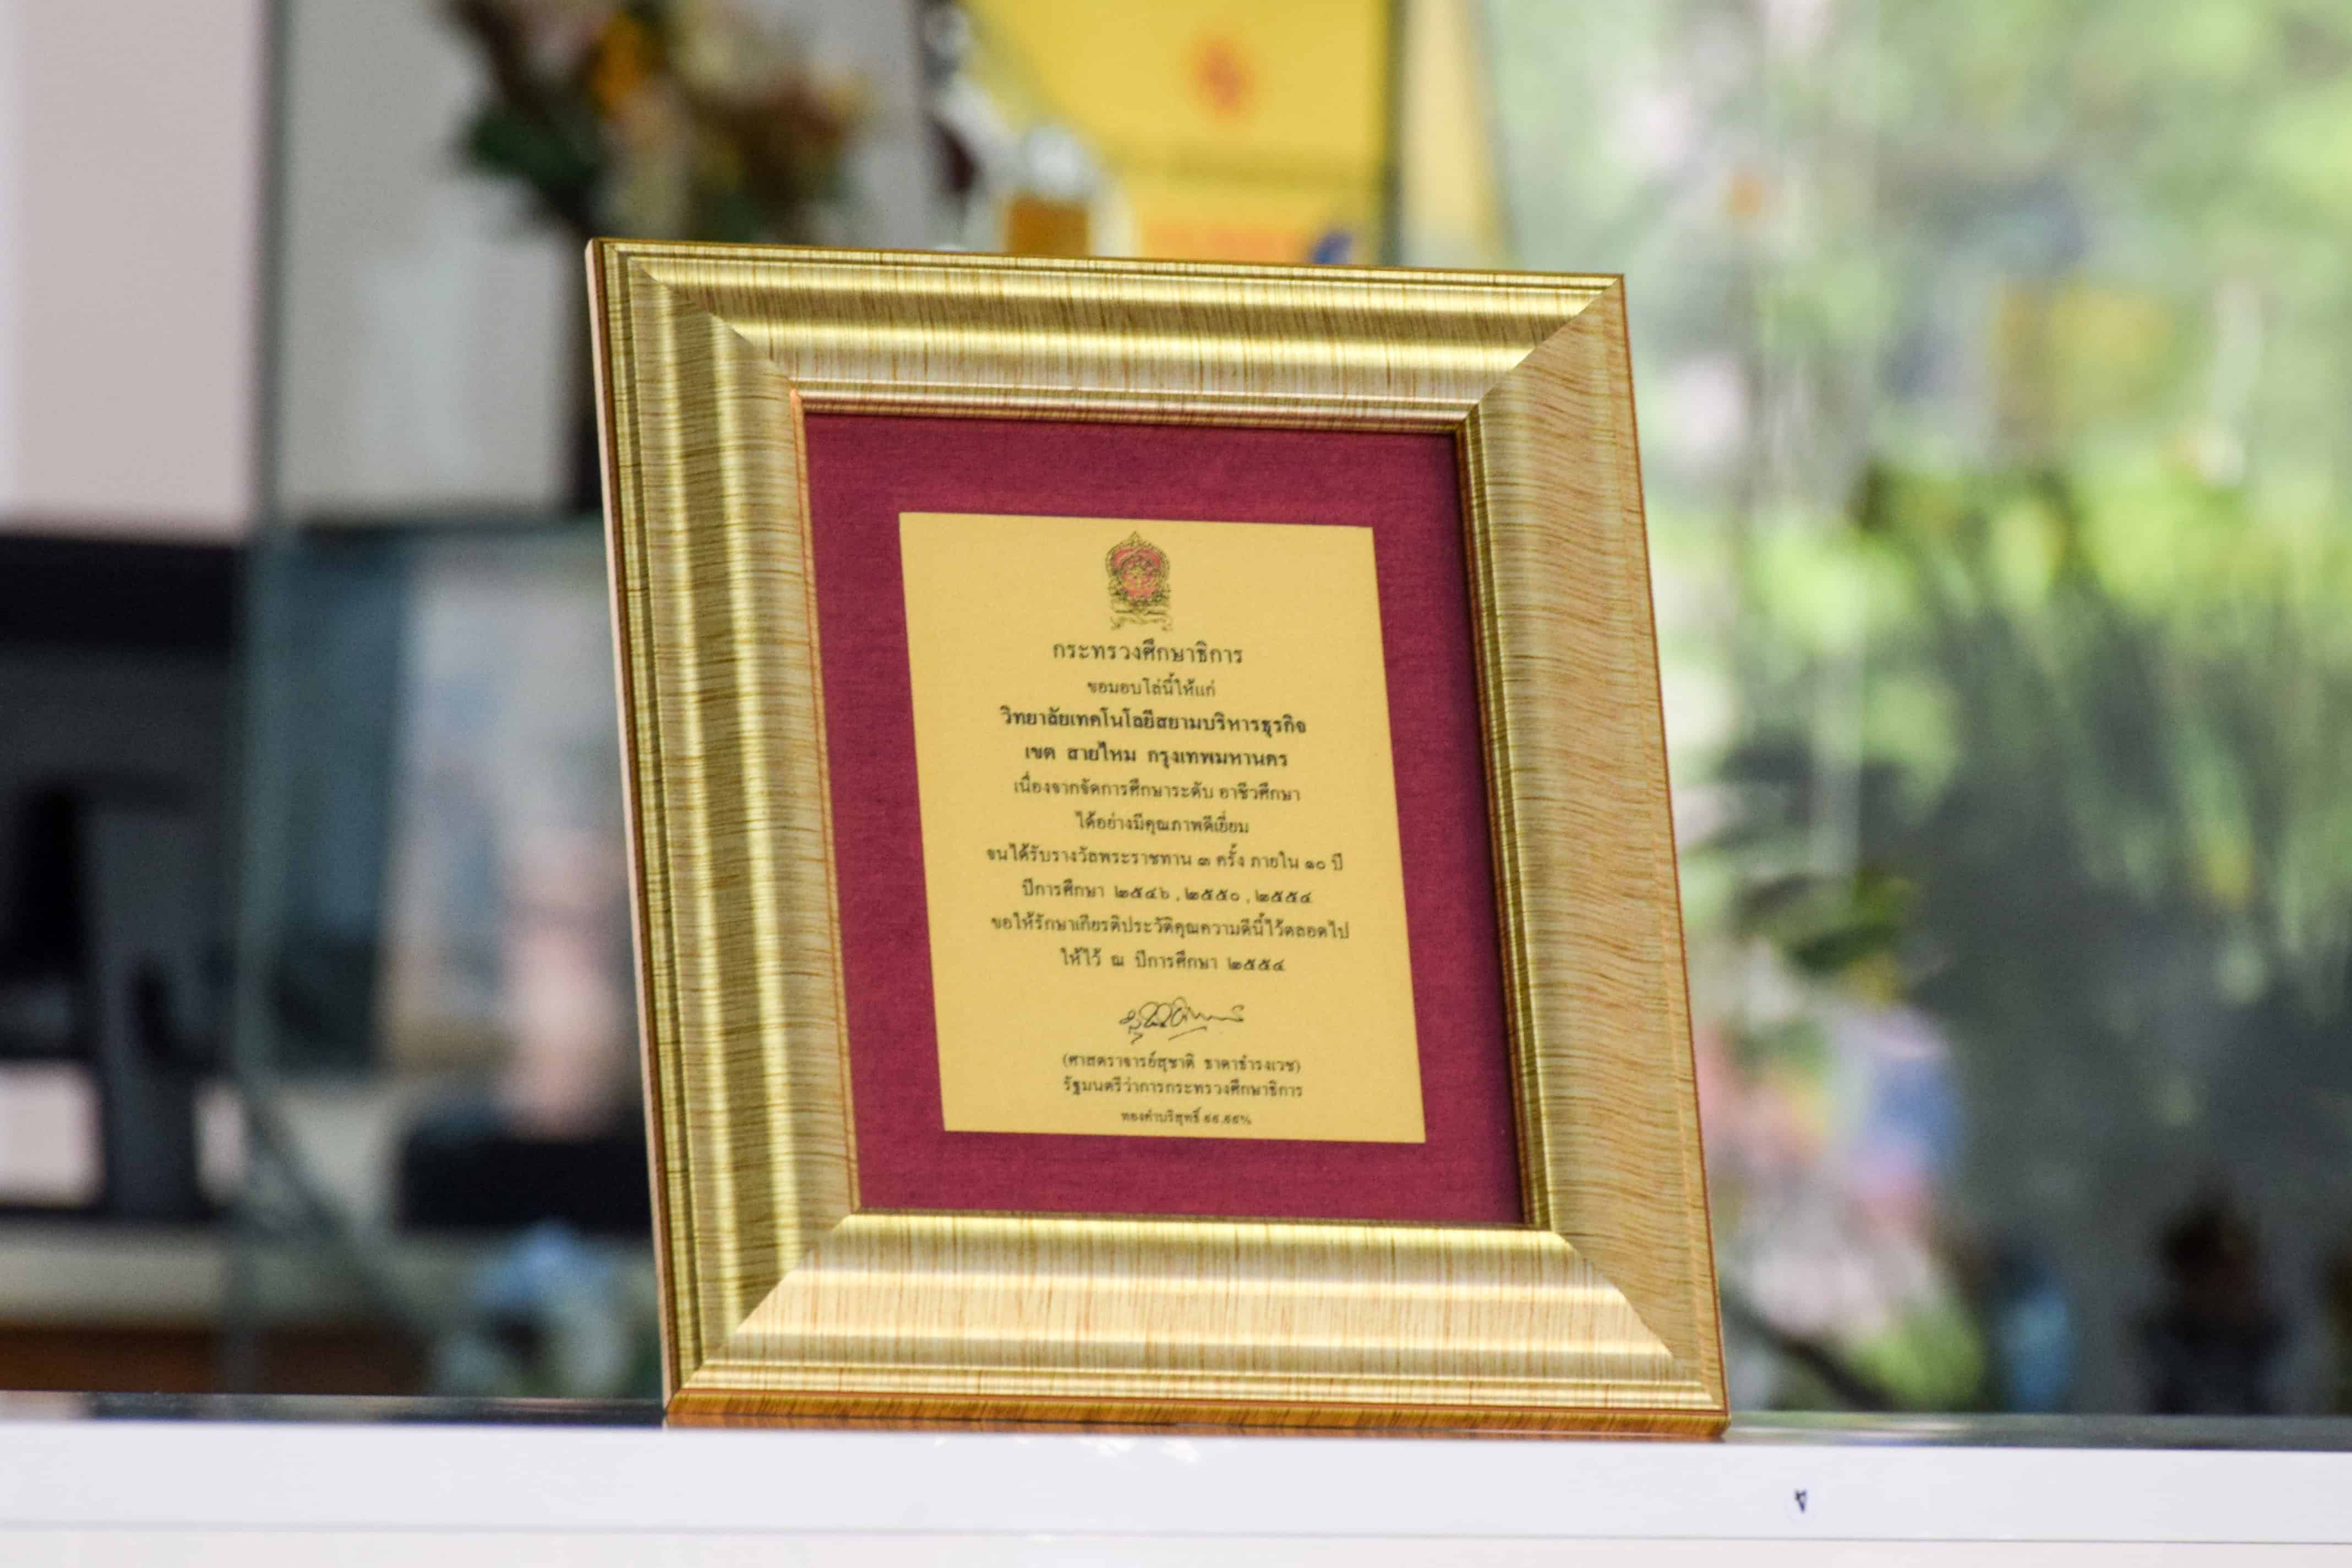 กระทรวงศึกษาธิการ
ขอมอบโล่นี้ให้แก่
วิทยาลัยเทคโนโลยีสยามบริหารธุรกิจ
เขต สายไหม กรุงเทพมหานคร
เนื่องจากจัดการศึกษาระดับ อาชีวศึกษา
ได้อย่างมีคุณภาพดีเยี่ยม
จนได้รับรางวัลพระราชทาน ๓ ครั้ง ภายใน ๑๐ ปี
ปีการศึกษา ๒๕๔๖ , ๒๕๕๐ , ๒๕๕๔
ขอให้รักษาเกียรติประวัติคุณความดีนี้ไว้ตลอดไป
ให้ไว้ ณ ปีการศึกษา ๒๕๕๔
(ศาสตราจารย์สุชาติ ธาดาธำรงเวช)
รัฐมนตรีว่าการกระทรวงศึกษาธิการ
ทองคำบริสุทธิ์ ๙๙.๙๙%